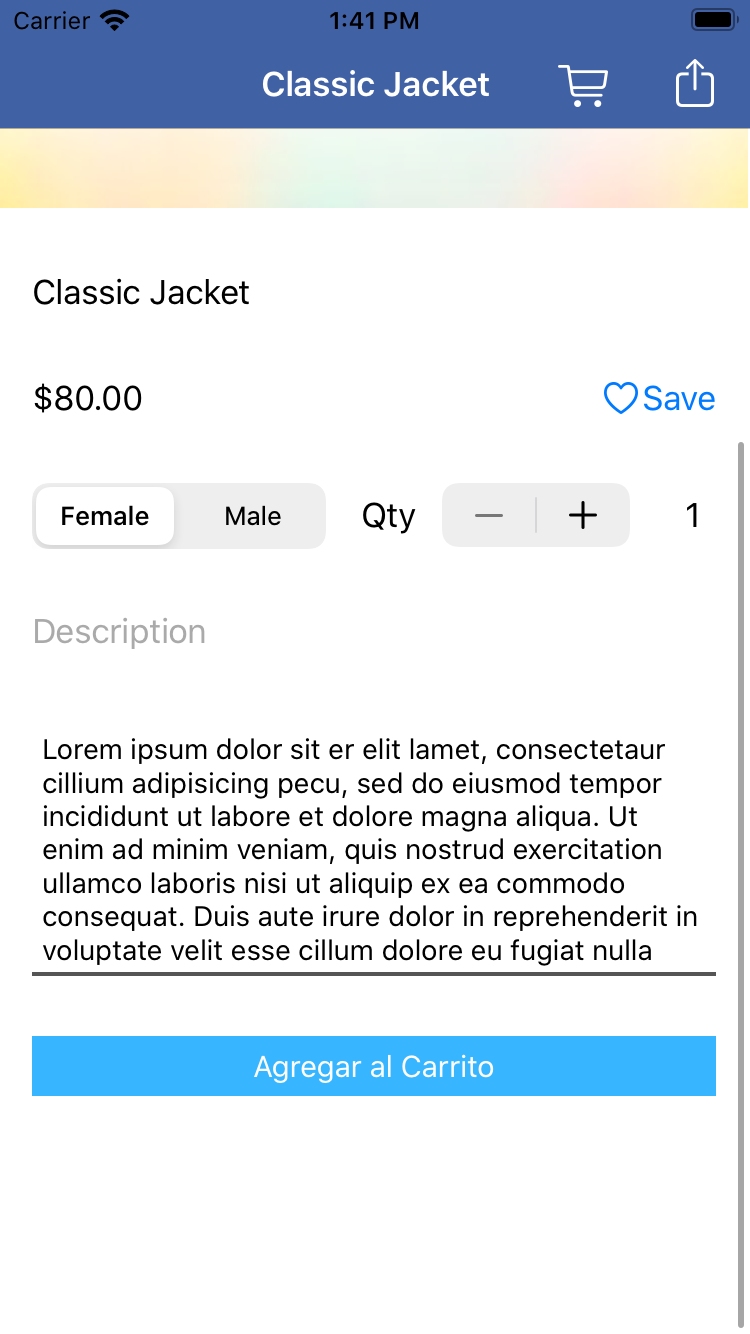 Carrier 1:41 PM
Classic Jacket
Classic Jacket
$80.00 Save
Female Male Qty 1
Description
Lorem ipsum dolor sit er elit lamet, consectetaur
cillium adipisicing pecu, sed do eiusmod tempor
incididunt ut labore et dolore magna aliqua. Ut
enim ad minim veniam, quis nostrud exercitation
ullamco laboris nisi ut aliquip ex ea commodo
consequat. Duis aute irure dolor in reprehenderit in
voluptate velit esse cillum dolore eu fugiat nulla
Agregar al Carrito